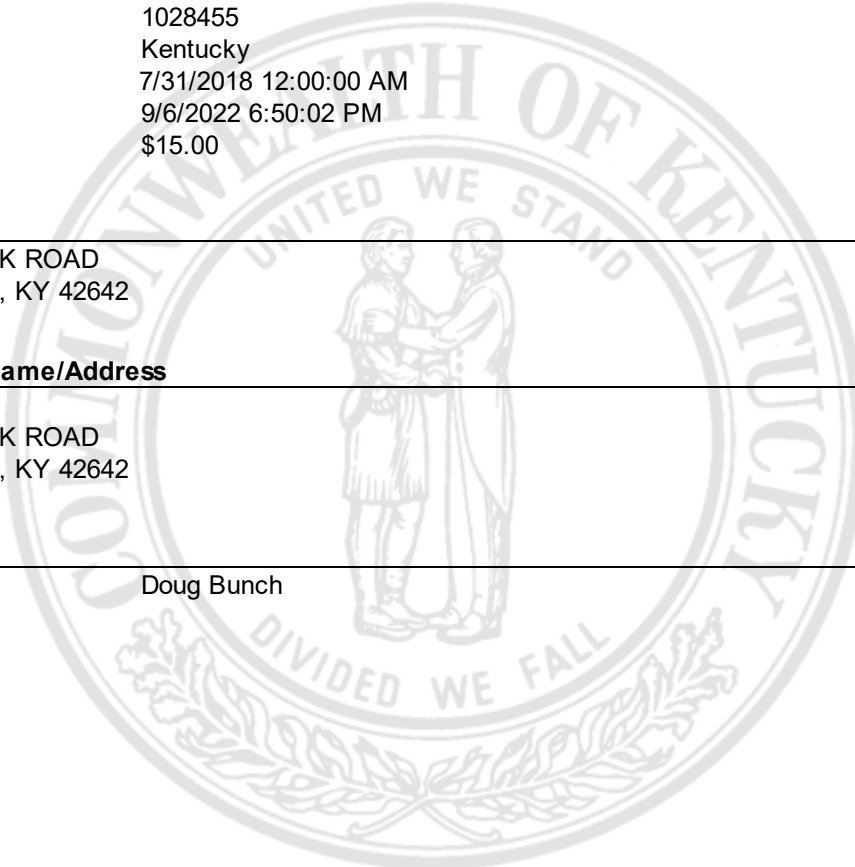 1028455
Kentucky
7/31/2018 12:00:00 AM
9/6/2022 6:50:02 PM
$15.00
K ROAD
, KY 42642
ame/Address
K ROAD
, KY 42642
Doug Bunch
COMMONWEALTH OF KENTUCKY
UNITED WE STAND
DIVIDED WE FALL